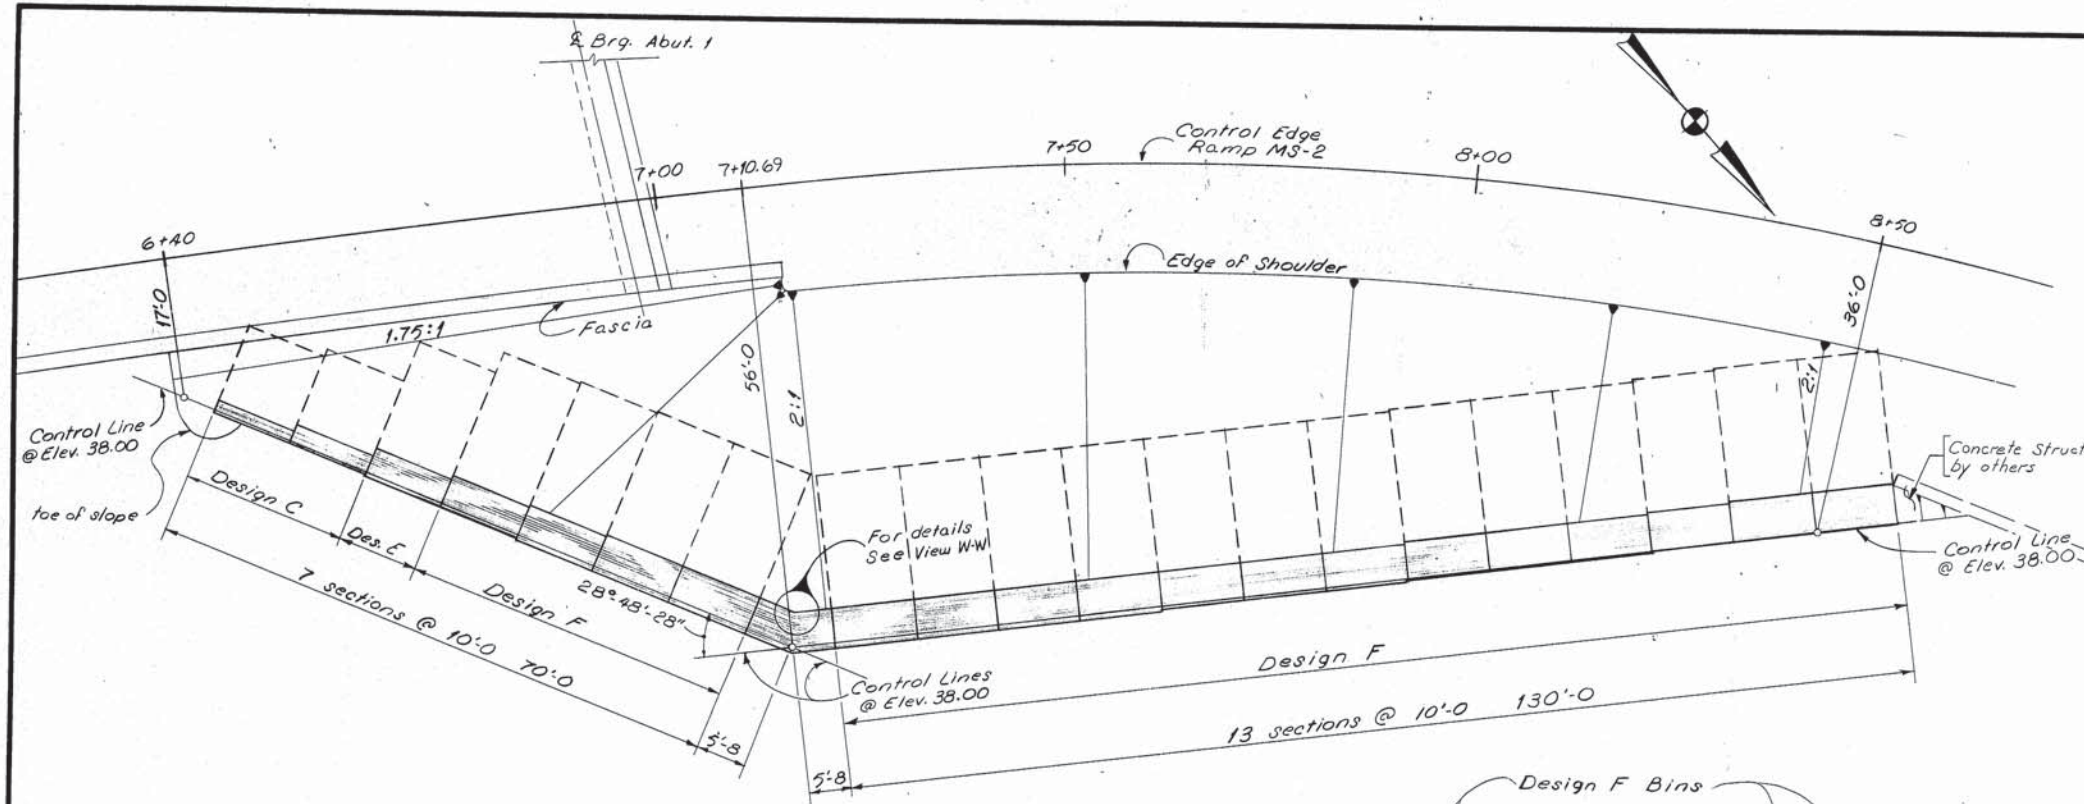 ℄ Brg. Abut. 1
Control Edge
Ramp MS-2
7+50
8+00
7+00
7+10.69
6+40
8+50
Edge of Shoulder
17'-0
36'-0
Fascia
1.75:1
56'-0
2:1
2:1
Control Line
@ Elev. 38.00
Concrete Struct
by others
toe of slope
Design C
Des. E
Design F
For details
See View W-W
Control Line
@ Elev. 38.00
7 sections @ 10'-0 70'-0
28°-48'-28"
Design F
Control Lines
@ Elev. 38.00
13 sections @ 10'-0 130'-0
5'-8
5'-8
Design F Bins